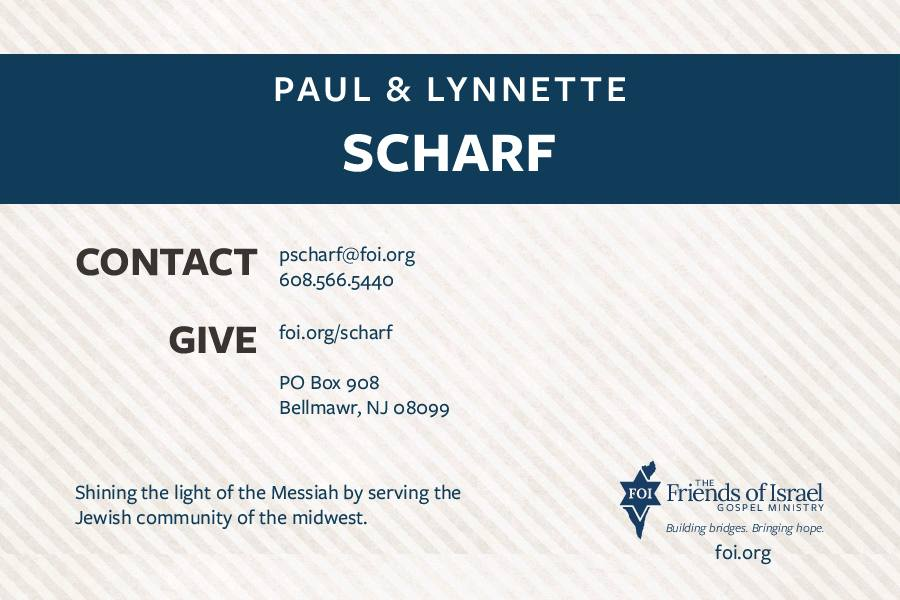 PAUL & LYNNETTE
SCHARF
CONTACT
pscharf@foi.org
608.566.5440
GIVE
foi.org/scharf
PO Box 908
Bellmawr, NJ 08099
Shining the light of the Messiah by serving the
Jewish community of the midwest.
FOI
THE
Friends of Israel
GOSPEL MINISTRY
Building bridges. Bringing hope.
foi.org